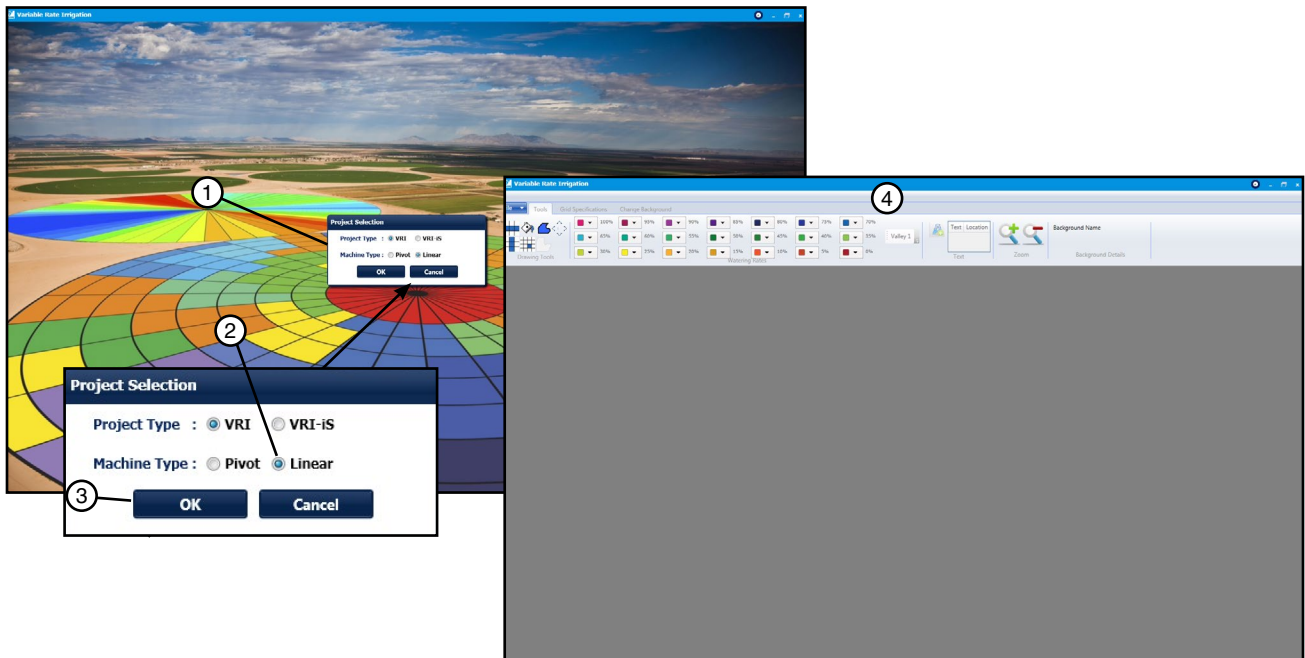 Variable Rate Irrigation
1
Project Selection
Project Type : VRI VRI-iS
Machine Type : Pivot Linear
OK Cancel
2
Project Selection
Project Type : VRI VRI-iS
Machine Type : Pivot Linear
3
OK Cancel
Variable Rate Irrigation
4
Tools Grid Specifications Change Background
100% 90% 80% 75% 70%
65% 60% 55% 50% 45% 40% 35%
Valley 1
Text : Location
Background Name
30% 20% 15% 10% 5% 0%
Drawing Tools Watering Rates Text Zoom Background Details